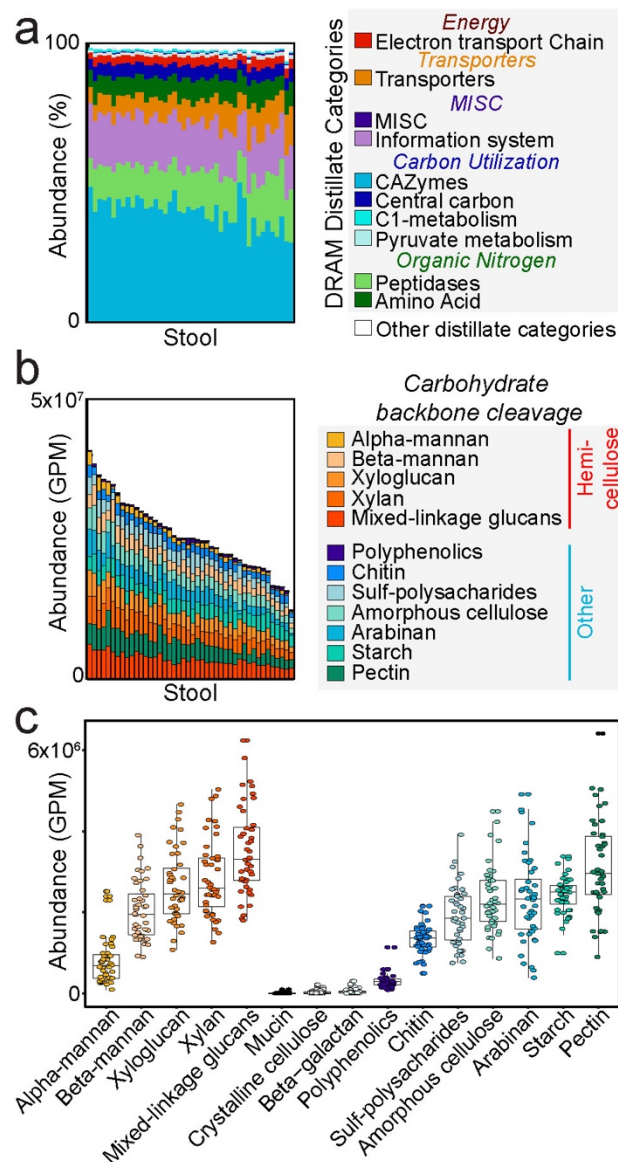 a
100
Abundance (%)
0
Stool
DRAM Distillate Categories
Energy
Electron transport Chain
Transporters
Transporters
MISC
MISC
Information system
Carbon Utilization
CAZymes
Central carbon
C1-metabolism
Pyruvate metabolism
Organic Nitrogen
Peptidases
Amino Acid
Other distillate categories
b
5x10⁷
Abundance (GPM)
0
Stool
Carbohydrate
backbone cleavage
Alpha-mannan
Beta-mannan
Xyloglucan
Xylan
Mixed-linkage glucans
Hemi-
cellulose
Polyphenolics
Chitin
Sulf-polysacharides
Amorphous cellulose
Arabinan
Starch
Pectin
Other
c
6x10⁶
Abundance (GPM)
0
Alpha-mannan
Beta-mannan
Xyloglucan
Xylan
Mixed-linkage glucans
Mucin
Crystalline cellulose
Beta-galactan
Polyphenolics
Chitin
Sulf-polysacharides
Amorphous cellulose
Arabinan
Starch
Pectin